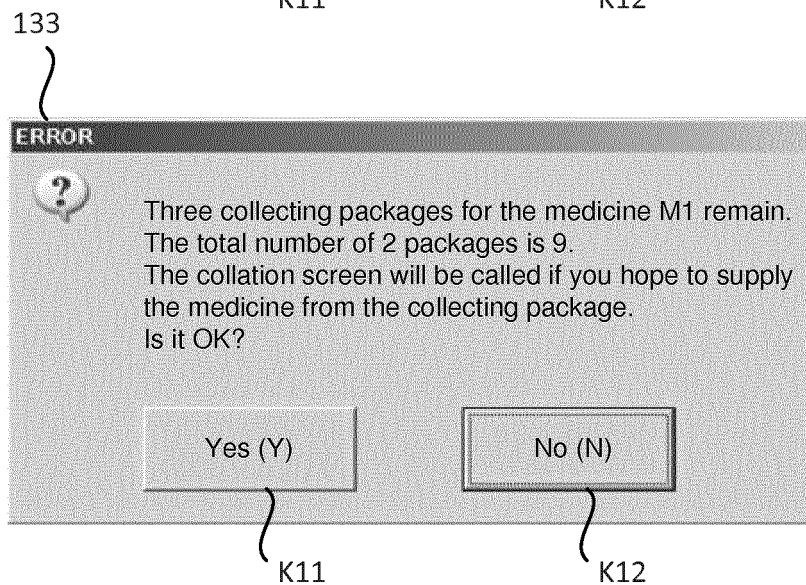 K11 K12
133
ERROR
?
Three collecting packages for the medicine M1 remain.
The total number of 2 packages is 9.
The collation screen will be called if you hope to supply
the medicine from the collecting package.
Is it OK?
Yes (Y) No (N)
K11 K12